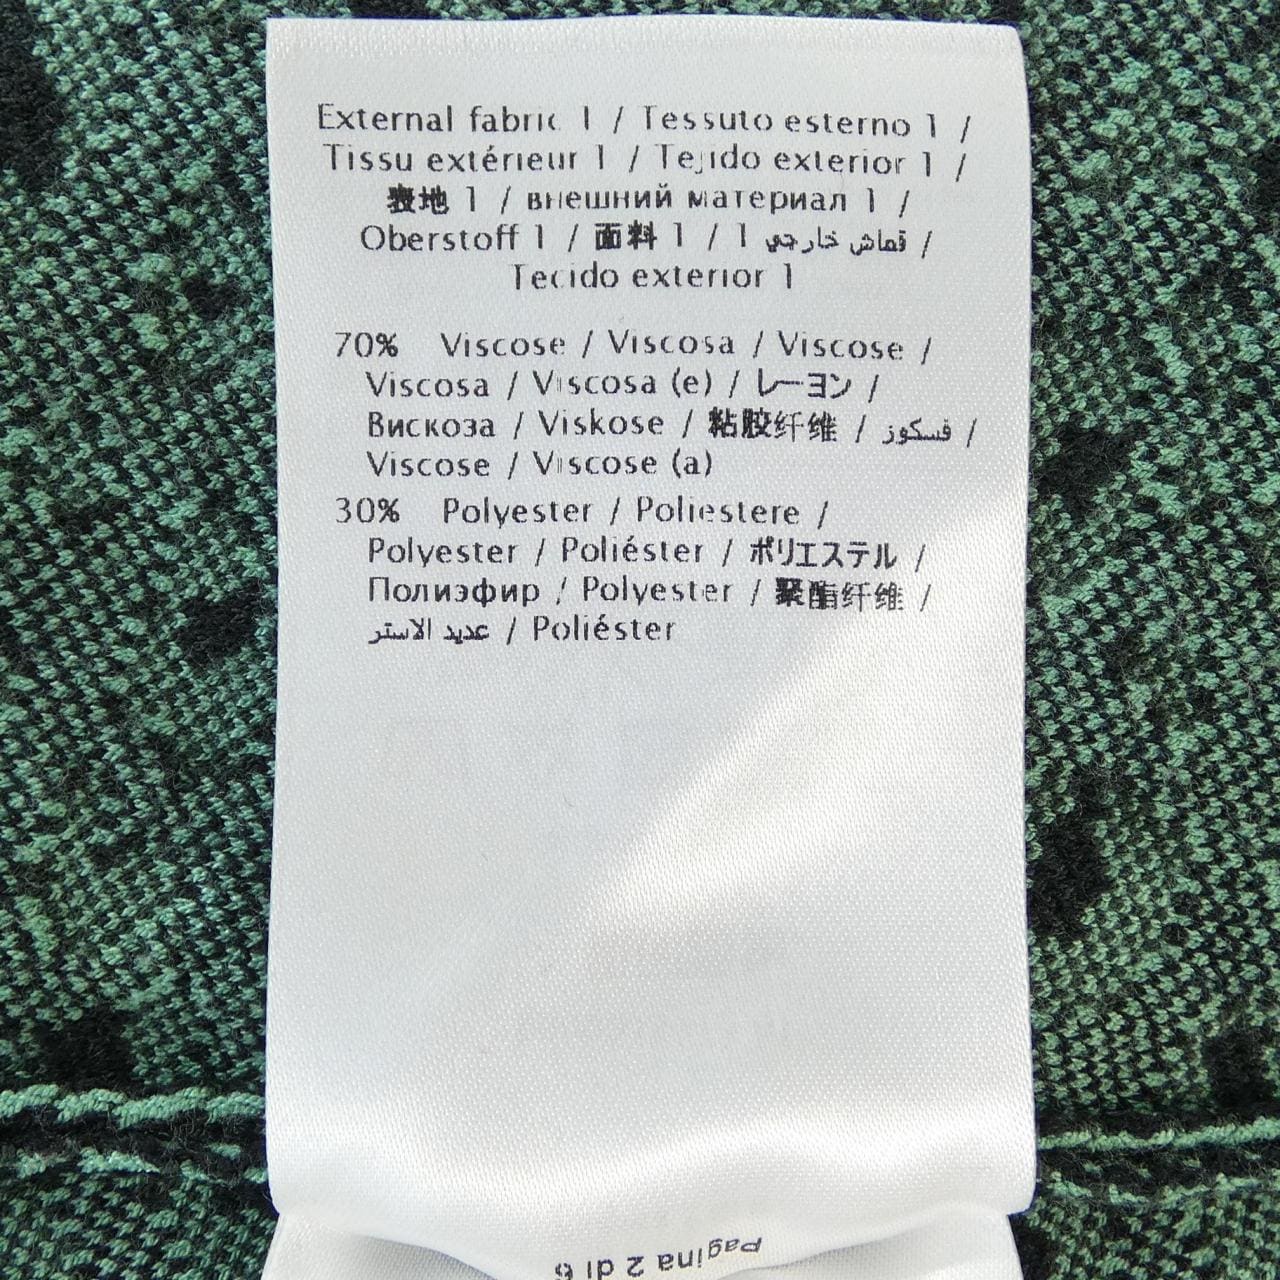 External fabric 1 / Tessuto esterno 1 /
Tissu extérieur 1 / Tejido exterior 1 /
表地 1 / внешний материал 1 /
Oberstoff 1 / 面料 1 / 1 قماش خارجي /
Tecido exterior 1
70% Viscose / Viscosa / Viscose /
Viscosa / Viscosa (e) / レーヨン /
Вискоза / Viskose / 粘胶纤维 / فسكوز /
Viscose / Viscose (a)
30% Polyester / Poliestere /
Polyester / Poliéster / ポリエステル /
Полиэфир / Polyester / 聚酯纤维 /
عديد الاستر / Poliéster
Pagina 2 di 6